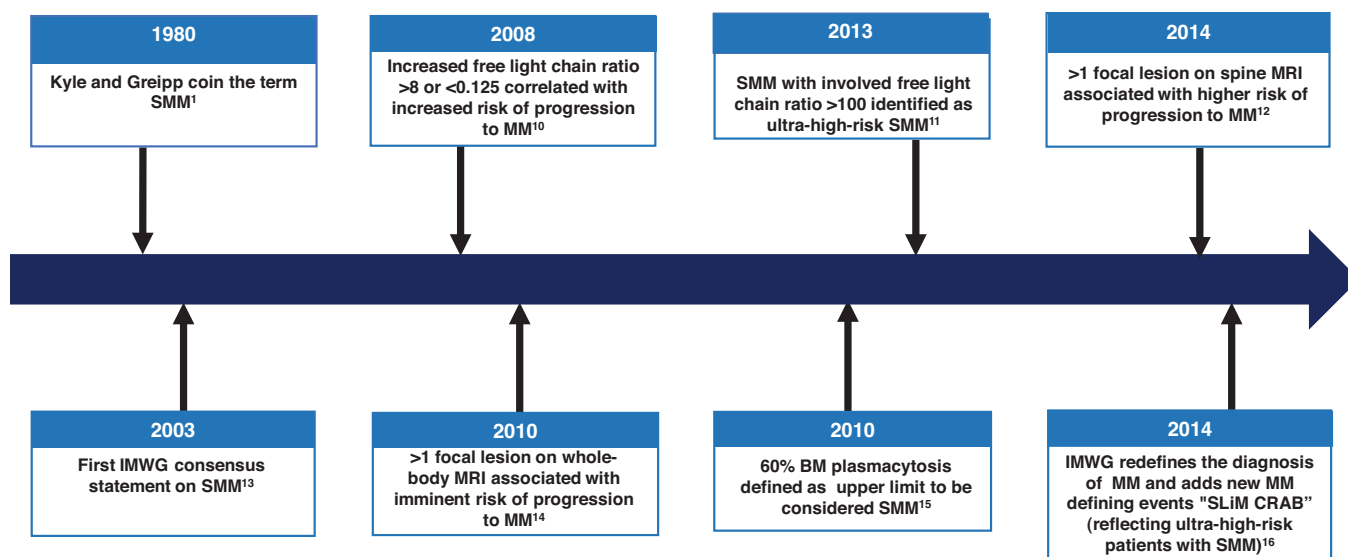 1980
Kyle and Greipp coin the term
SMM¹
2008
Increased free light chain ratio
>8 or <0.125 correlated with
increased risk of progression
to MM¹⁰
2013
SMM with involved free light
chain ratio >100 identified as
ultra-high-risk SMM¹¹
2014
>1 focal lesion on spine MRI
associated with higher risk of
progression to MM¹²
2003
First IMWG consensus
statement on SMM¹³
2010
>1 focal lesion on whole-
body MRI associated with
imminent risk of progression
to MM¹⁴
2010
60% BM plasmacytosis
defined as upper limit to be
considered SMM¹⁵
2014
IMWG redefines the diagnosis
of MM and adds new MM
defining events "SLiM CRAB”
(reflecting ultra-high-risk
patients with SMM)¹⁶